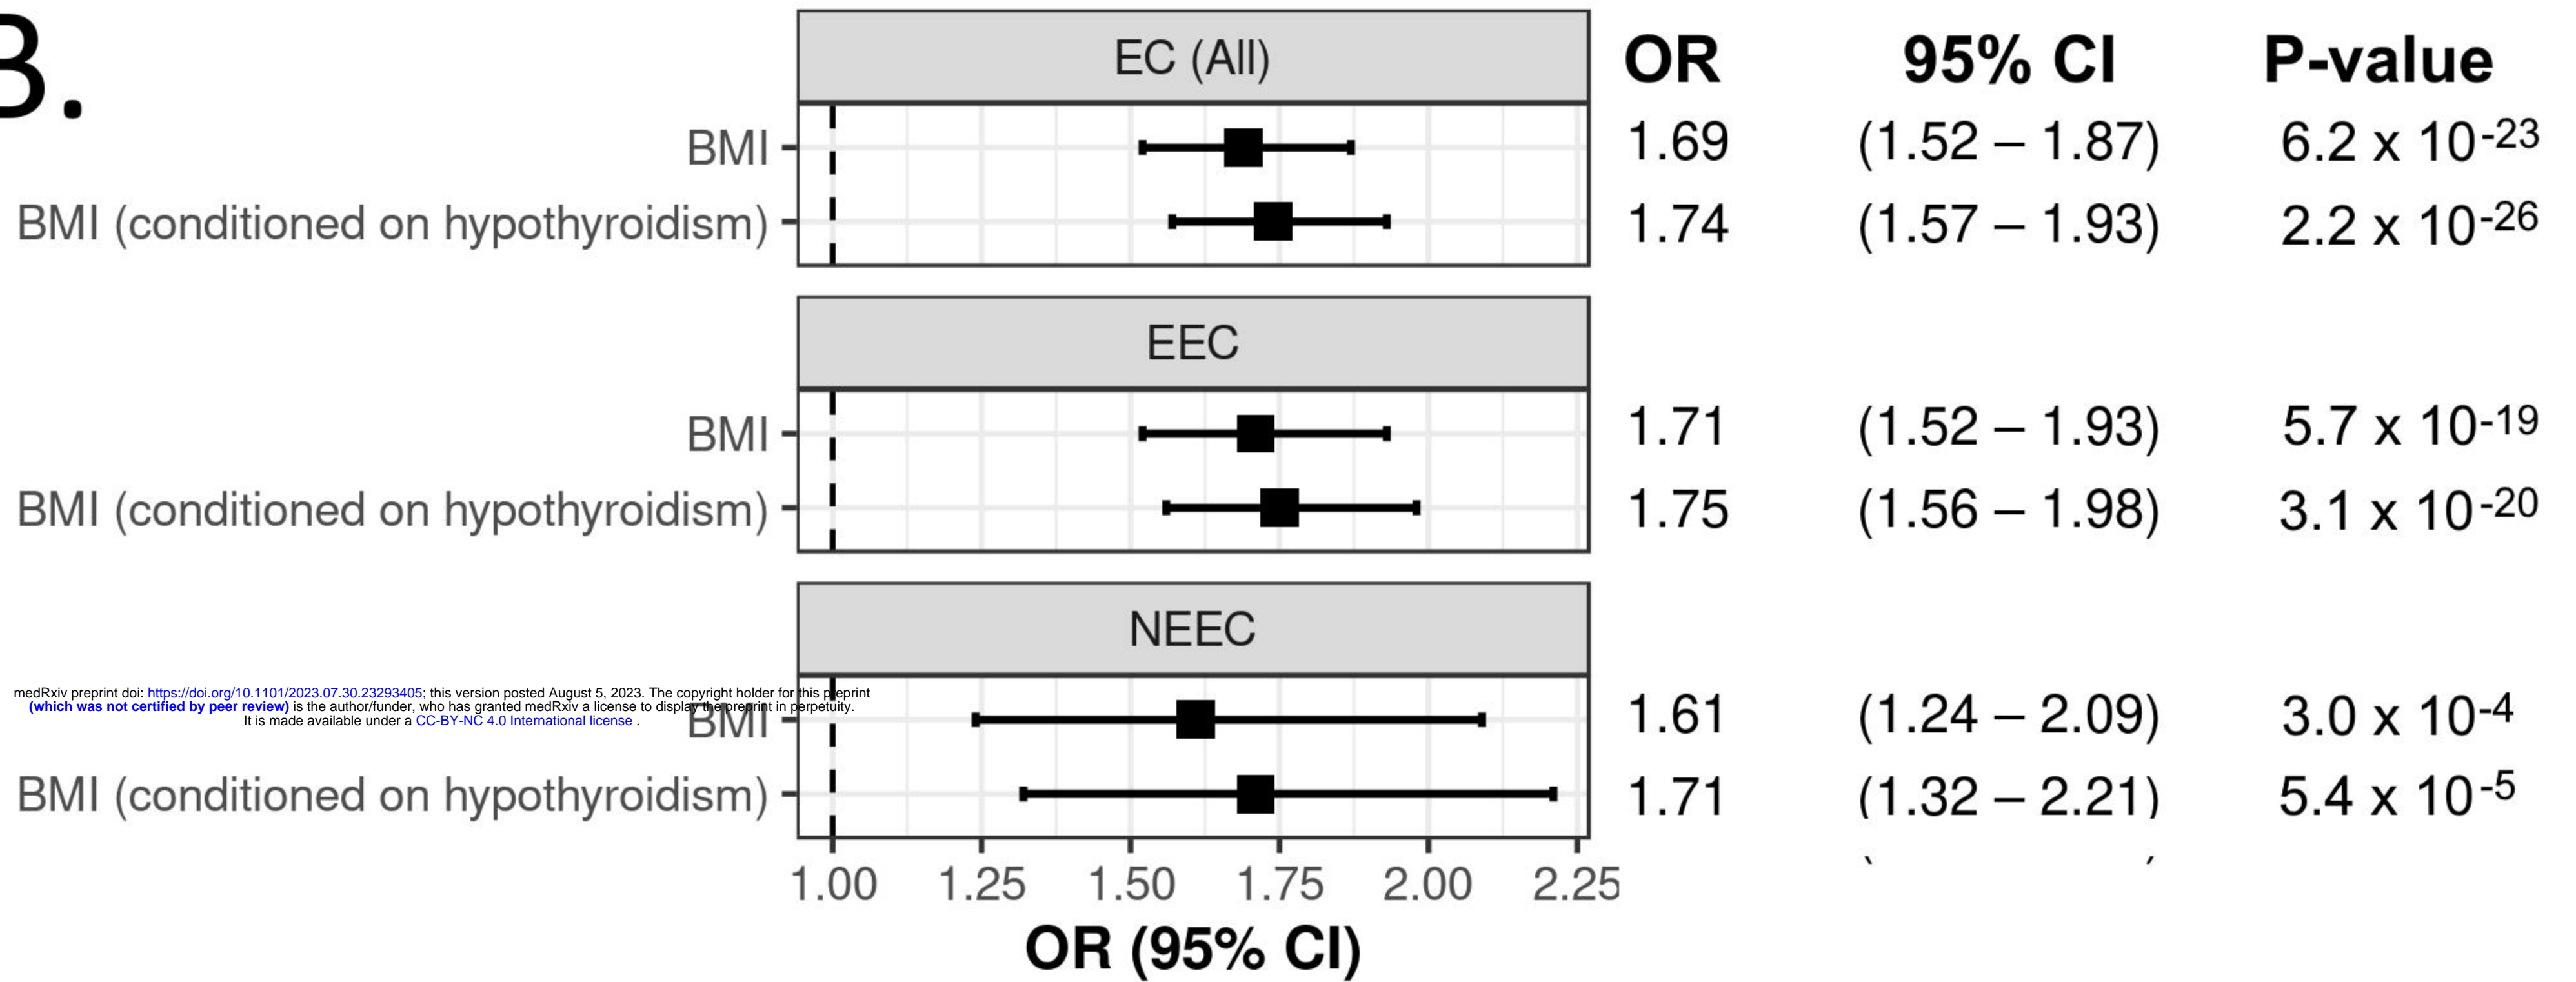 B.
EC (All) OR 95% CI P-value
BMI 1.69 (1.52 – 1.87) 6.2 x 10-23
BMI (conditioned on hypothyroidism) 1.74 (1.57 – 1.93) 2.2 x 10-26
EEC
BMI 1.71 (1.52 – 1.93) 5.7 x 10-19
BMI (conditioned on hypothyroidism) 1.75 (1.56 – 1.98) 3.1 x 10-20
NEEC
medRxiv preprint doi: https://doi.org/10.1101/2023.07.30.23293405; this version posted August 5, 2023. The copyright holder for this preprint
(which was not certified by peer review) is the author/funder, who has granted medRxiv a license to display the preprint in perpetuity.
It is made available under a CC-BY-NC 4.0 International license .
BMI 1.61 (1.24 – 2.09) 3.0 x 10-4
BMI (conditioned on hypothyroidism) 1.71 (1.32 – 2.21) 5.4 x 10-5
1.00 1.25 1.50 1.75 2.00 2.25
OR (95% CI)